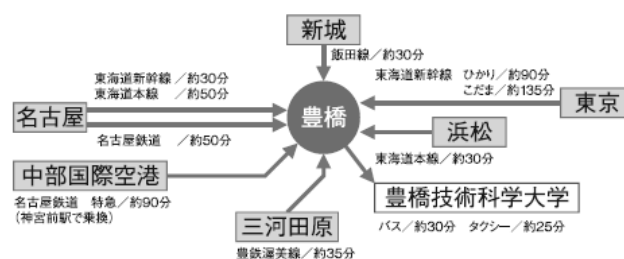 新城
飯田線／約30分
東海道新幹線／約30分
東海道本線　／約50分
東海道新幹線　ひかり／約90分
こだま／約135分
名古屋
豊橋
東京
名古屋鉄道　／約50分
浜松
東海道本線／約30分
中部国際空港
名古屋鉄道　特急／約90分
（神宮前駅で乗換）
豊橋技術科学大学
バス／約30分　タクシー／約25分
三河田原
豊鉄渥美線／約35分